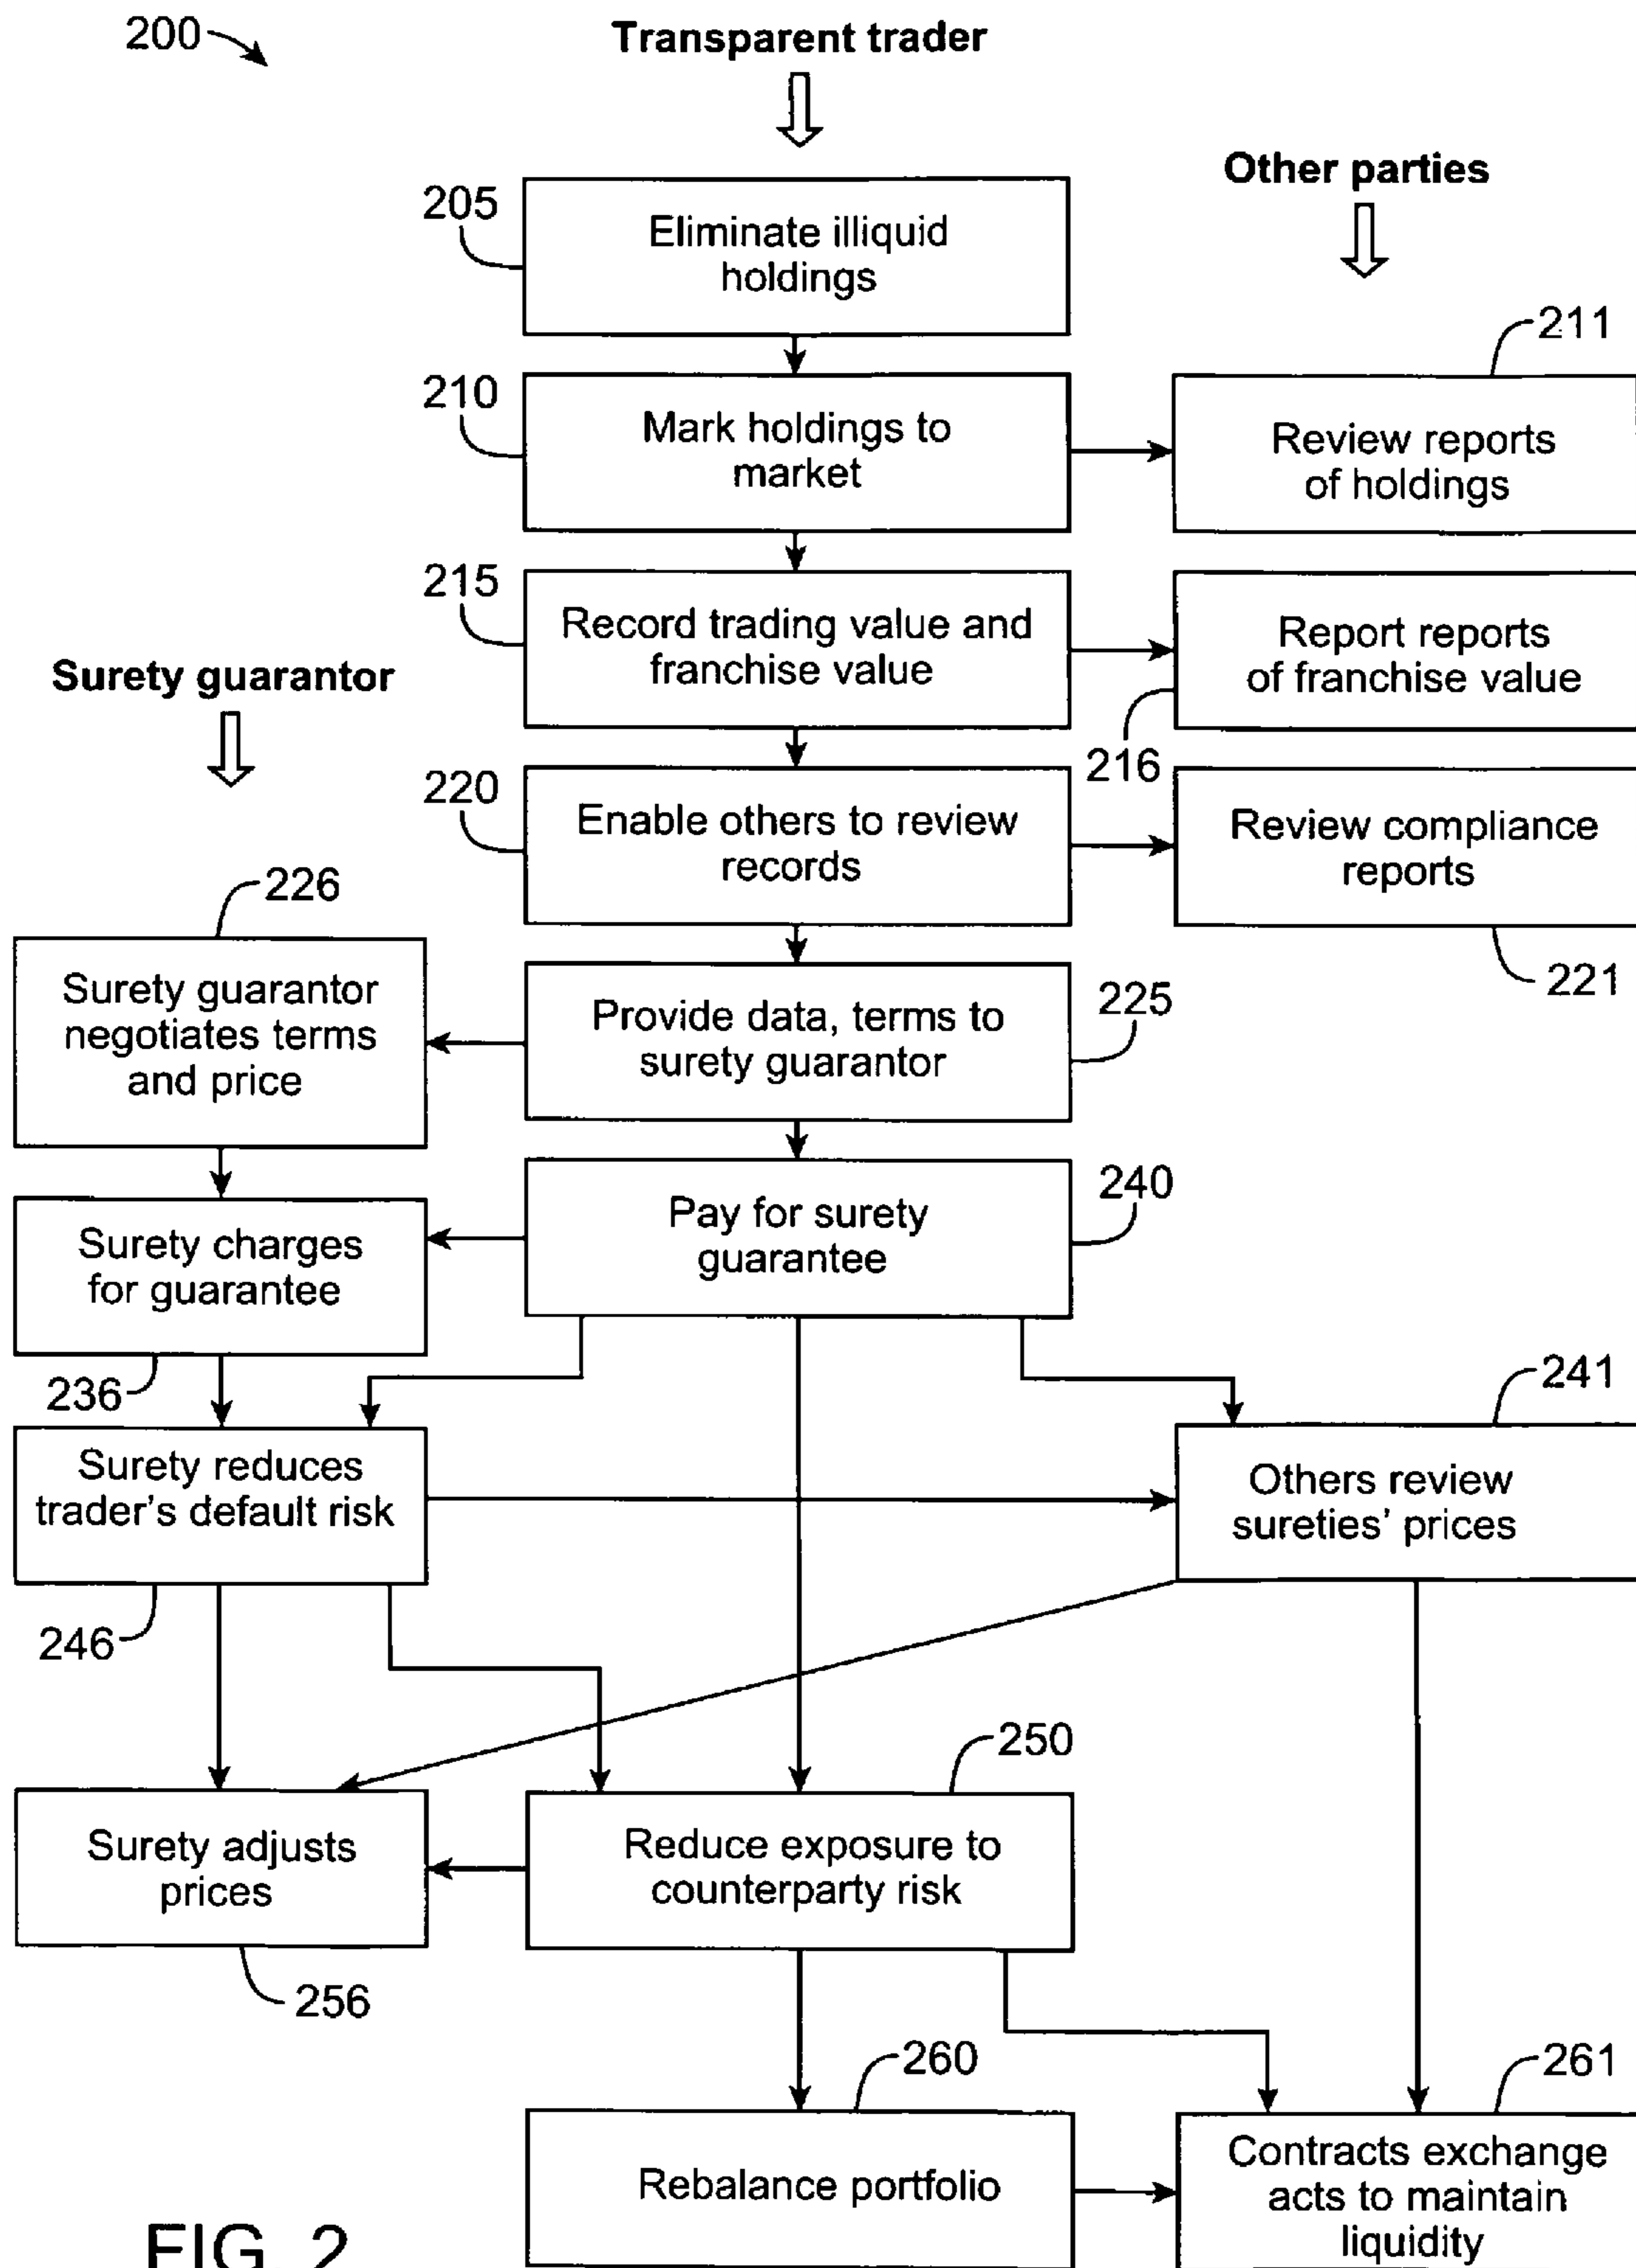 200
Transparent trader
Other parties
205
Eliminate illiquid
holdings
211
210
Mark holdings to
market
Review reports
of holdings
215
Record trading value and
franchise value
Report reports
of franchise value
216
Surety guarantor
220
Enable others to review
records
Review compliance
reports
221
226
Surety guarantor
negotiates terms
and price
Provide data, terms to
surety guarantor
225
Surety charges
for guarantee
236
Pay for surety
guarantee
240
241
Surety reduces
trader's default risk
246
Others review
sureties' prices
250
Surety adjusts
prices
256
Reduce exposure to
counterparty risk
260
261
Rebalance portfolio
Contracts exchange
acts to maintain
liquidity
FIG. 2